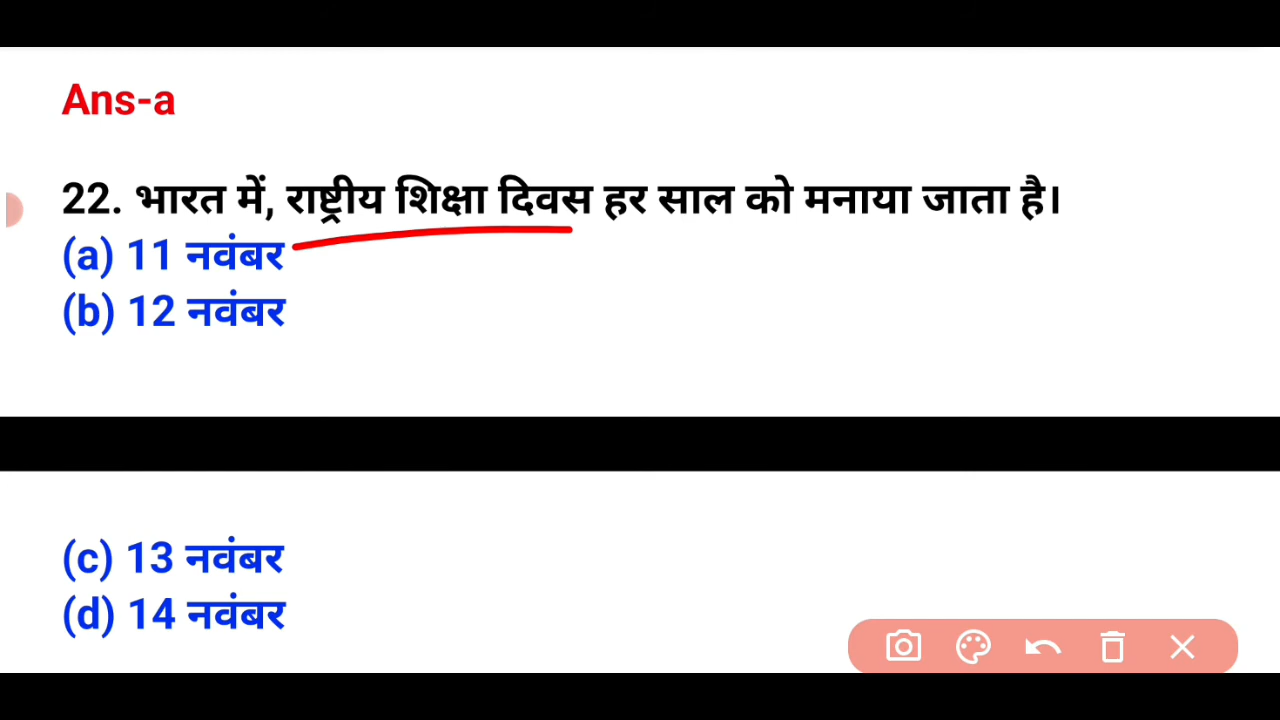 Ans-a
22. भारत में, राष्ट्रीय शिक्षा दिवस हर साल को मनाया जाता है।
(a) 11 नवंबर
(b) 12 नवंबर
(c) 13 नवंबर
(d) 14 नवंबर